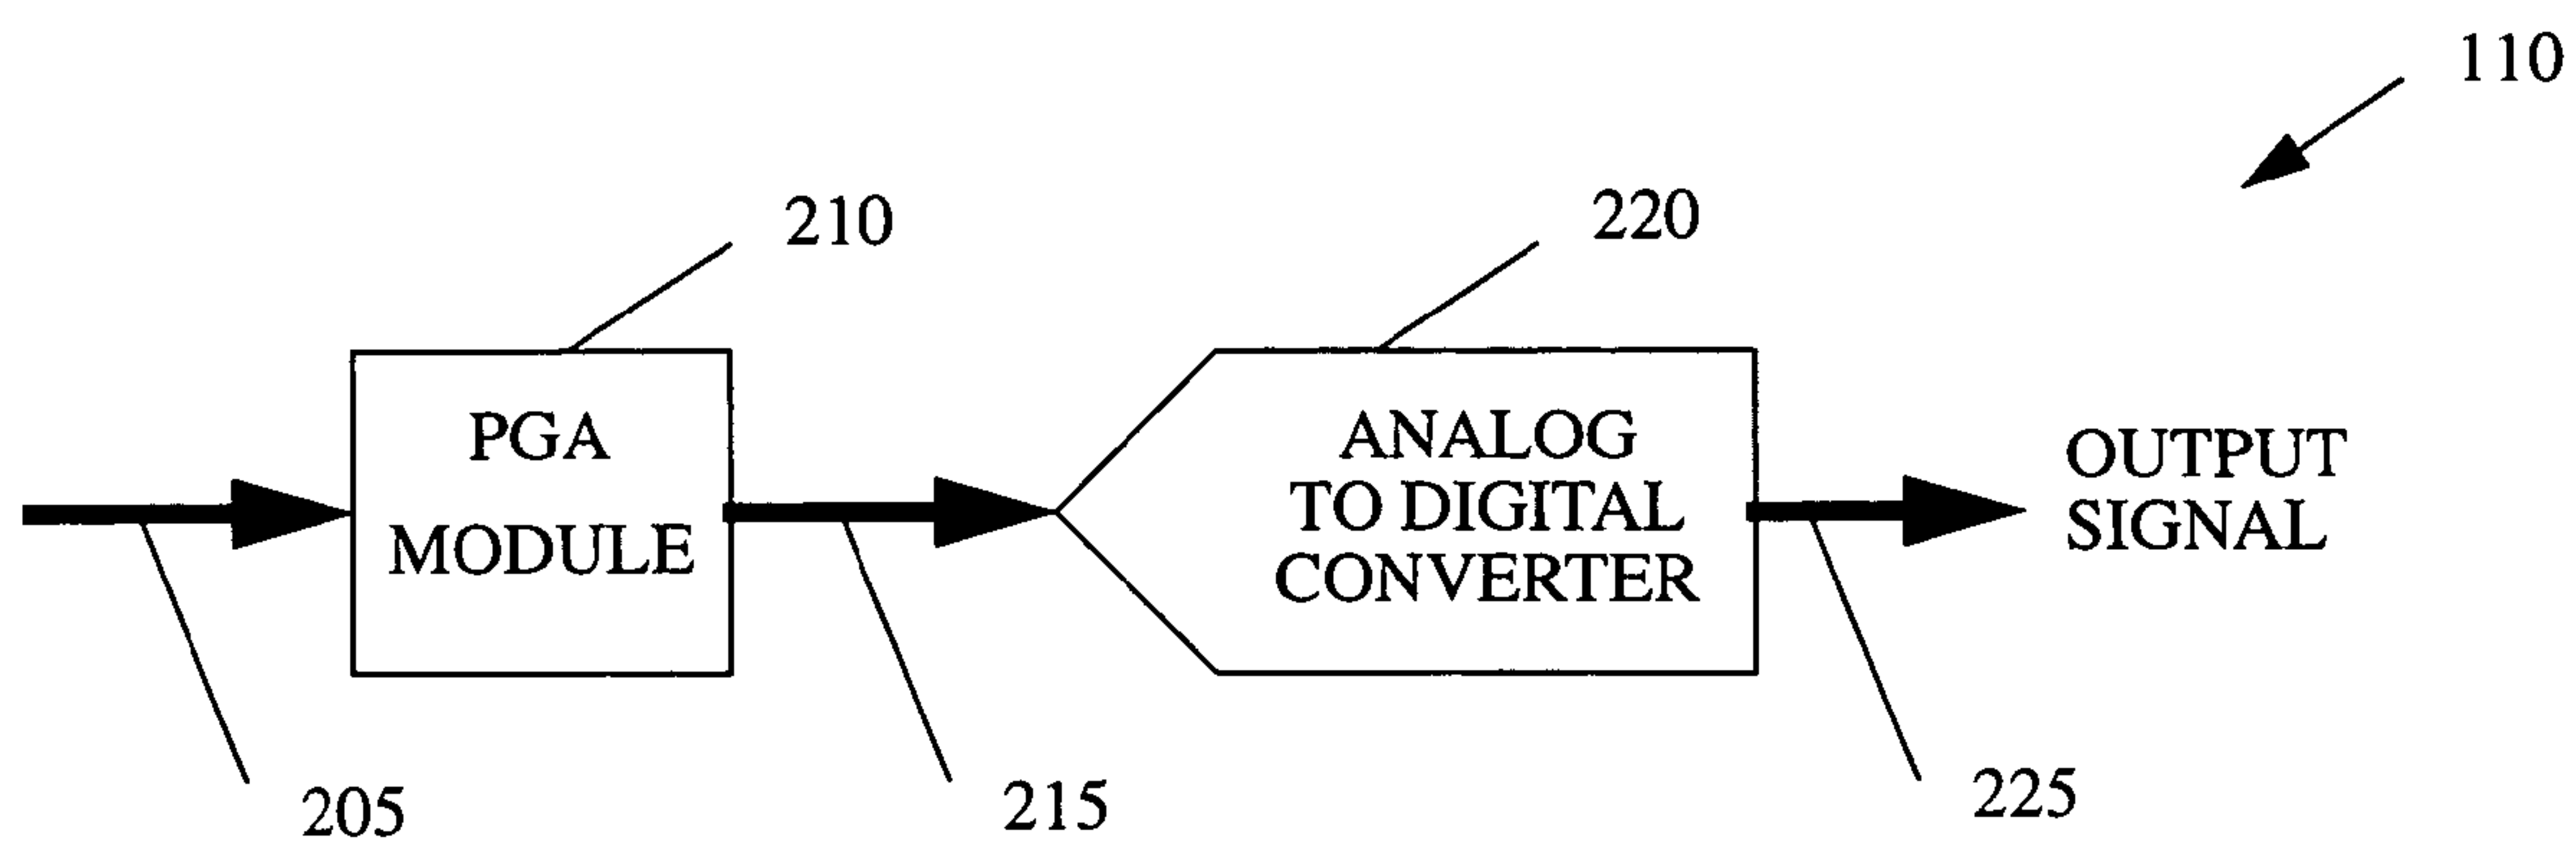 110
210
220
PGA
MODULE
ANALOG
TO DIGITAL
CONVERTER
OUTPUT
SIGNAL
205
215
225